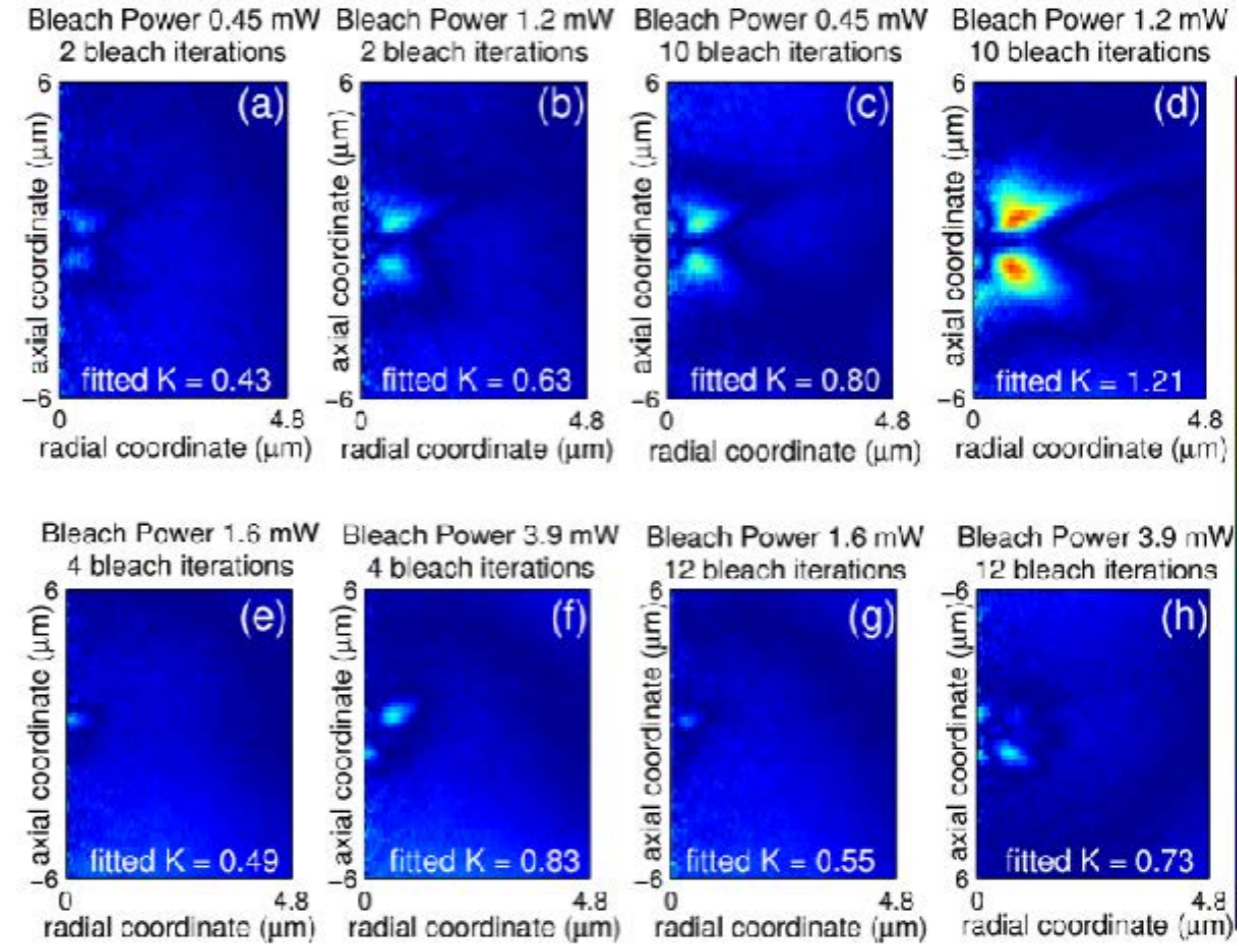 Bleach Power 0.45 mW
2 bleach iterations
6
(a)
axial coordinate (μm)
fitted K = 0.43
−6
0
4.8
radial coordinate (μm)
Bleach Power 1.2 mW
2 bleach iterations
6
(b)
axial coordinate (μm)
fitted K = 0.63
−6
0
4.8
radial coordinate (μm)
Bleach Power 0.45 mW
10 bleach iterations
6
(c)
axial coordinate (μm)
fitted K = 0.80
−6
0
4.8
radial coordinate (μm)
Bleach Power 1.2 mW
10 bleach iterations
6
(d)
axial coordinate (μm)
fitted K = 1.21
−6
0
4.8
radial coordinate (μm)
Bleach Power 1.6 mW
4 bleach iterations
6
(e)
axial coordinate (μm)
fitted K = 0.49
−6
0
4.8
radial coordinate (μm)
Bleach Power 3.9 mW
4 bleach iterations
6
(f)
axial coordinate (μm)
fitted K = 0.83
−6
0
4.8
radial coordinate (μm)
Bleach Power 1.6 mW
12 bleach iterations
6
(g)
axial coordinate (μm)
fitted K = 0.55
−6
0
4.8
radial coordinate (μm)
Bleach Power 3.9 mW
12 bleach iterations
−6
(h)
axial coordinate (μm)
fitted K = 0.73
6
0
4.8
radial coordinate (μm)